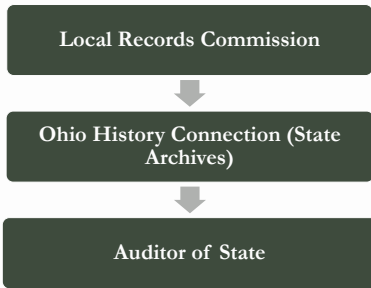 Local Records Commission
Ohio History Connection (State
Archives)
Auditor of State